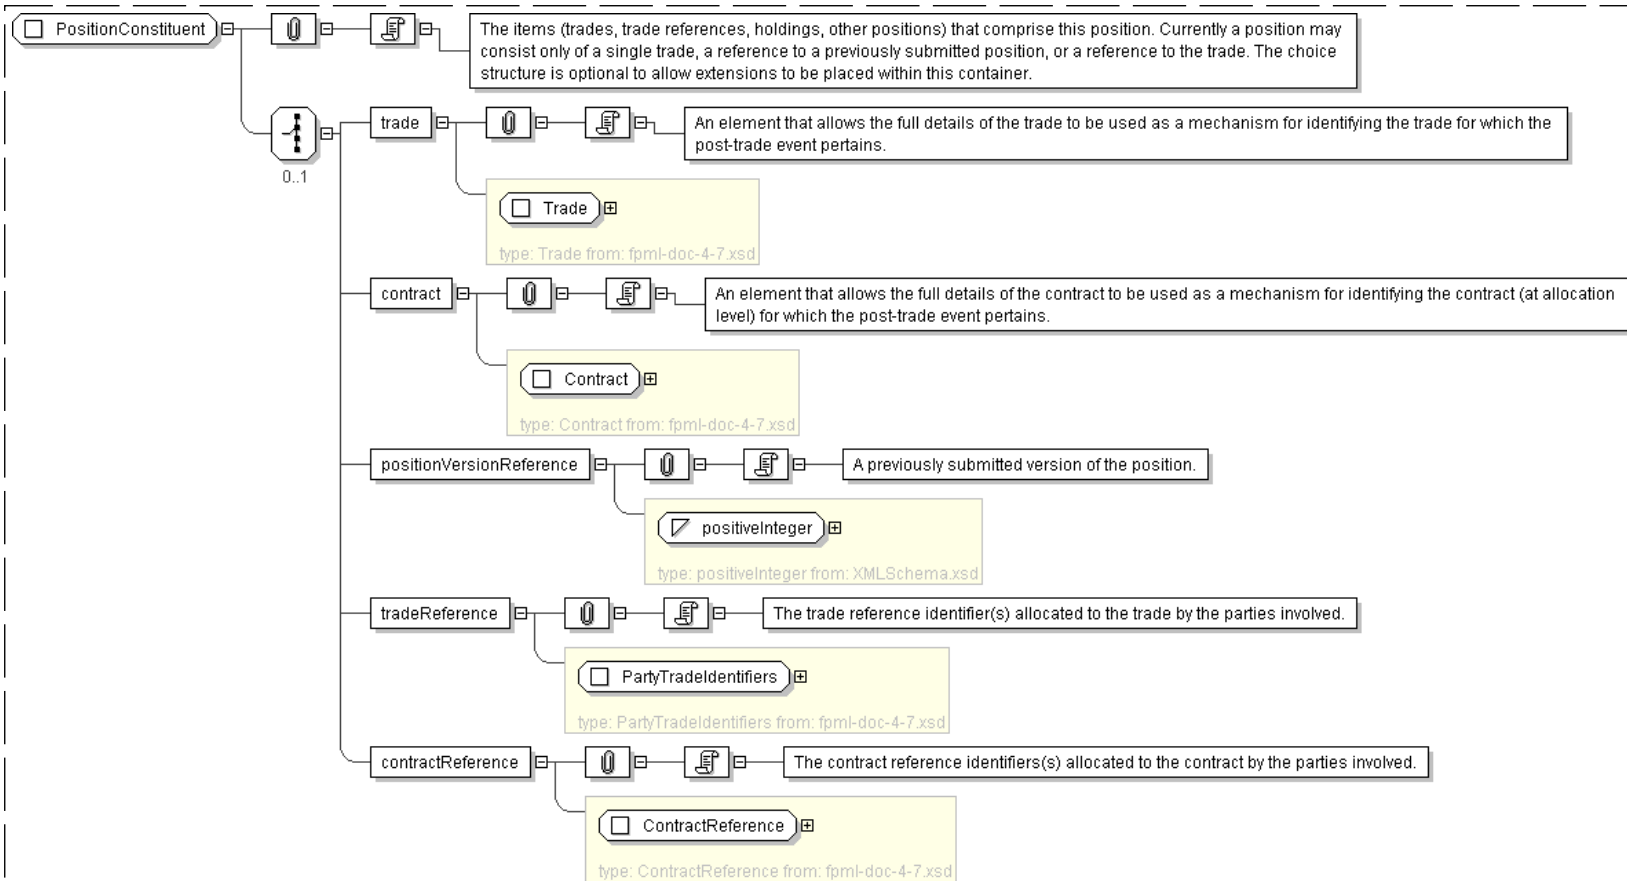 PositionConstituent
The items (trades, trade references, holdings, other positions) that comprise this position. Currently a position may
consist only of a single trade, a reference to a previously submitted position, or a reference to the trade. The choice
structure is optional to allow extensions to be placed within this container.
0..1
trade
An element that allows the full details of the trade to be used as a mechanism for identifying the trade for which the
post-trade event pertains.
Trade
type: Trade from: fpml-doc-4-7.xsd
contract
An element that allows the full details of the contract to be used as a mechanism for identifying the contract (at allocation
level) for which the post-trade event pertains.
Contract
type: Contract from: fpml-doc-4-7.xsd
positionVersionReference
A previously submitted version of the position.
positiveInteger
type: positiveInteger from: XMLSchema.xsd
tradeReference
The trade reference identifier(s) allocated to the trade by the parties involved.
PartyTradeIdentifiers
type: PartyTradeIdentifiers from: fpml-doc-4-7.xsd
contractReference
The contract reference identifiers(s) allocated to the contract by the parties involved.
ContractReference
type: ContractReference from: fpml-doc-4-7.xsd